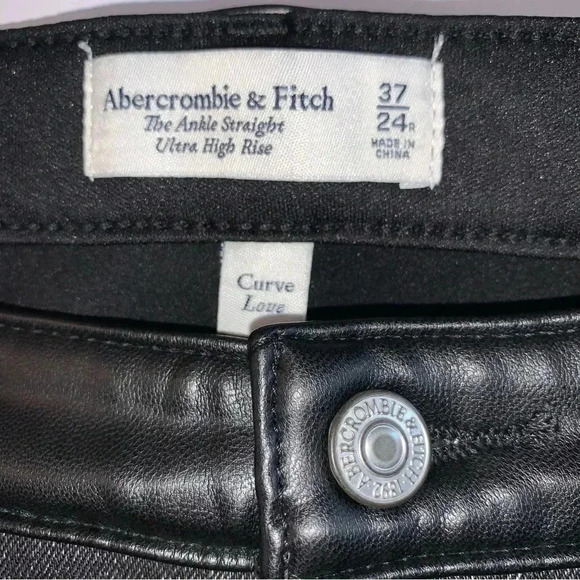 Abercrombie & Fitch
The Ankle Straight
Ultra High Rise
37
24R
MADE IN
CHINA
Curve
Love
ABERCROMBIE & FITCH · 1892 ·